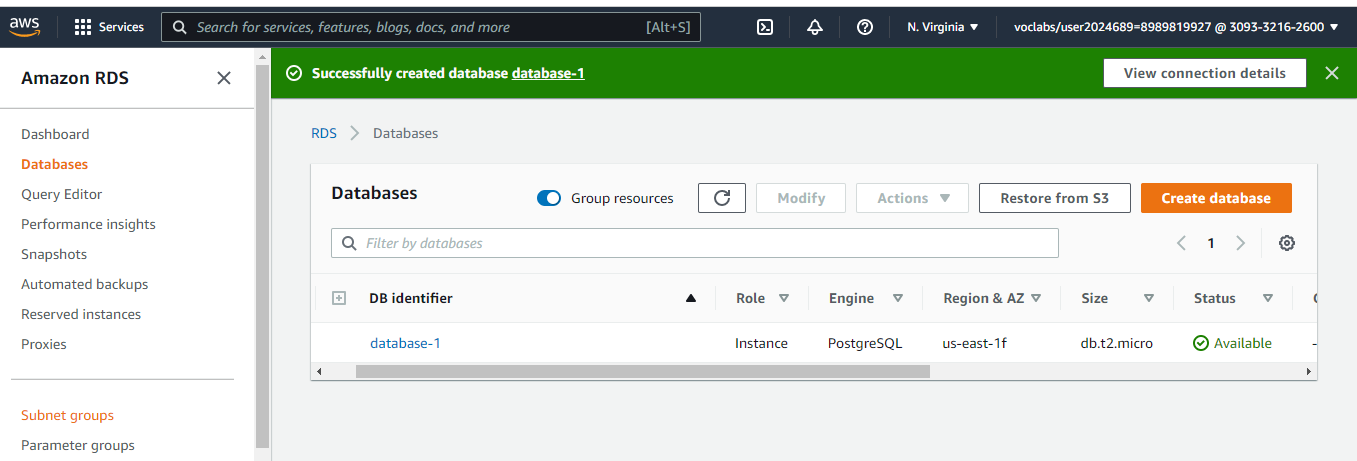 aws Services Search for services, features, blogs, docs, and more [Alt+S] N. Virginia voclabs/user2024689=8989819927 @ 3093-3216-2600
Amazon RDS
Successfully created database database-1 View connection details
Dashboard
Databases
Query Editor
Performance insights
Snapshots
Automated backups
Reserved instances
Proxies
Subnet groups
Parameter groups
RDS Databases
Databases Group resources Modify Actions Restore from S3 Create database
Filter by databases 1
DB identifier Role Engine Region & AZ Size Status
database-1 Instance PostgreSQL us-east-1f db.t2.micro Available -